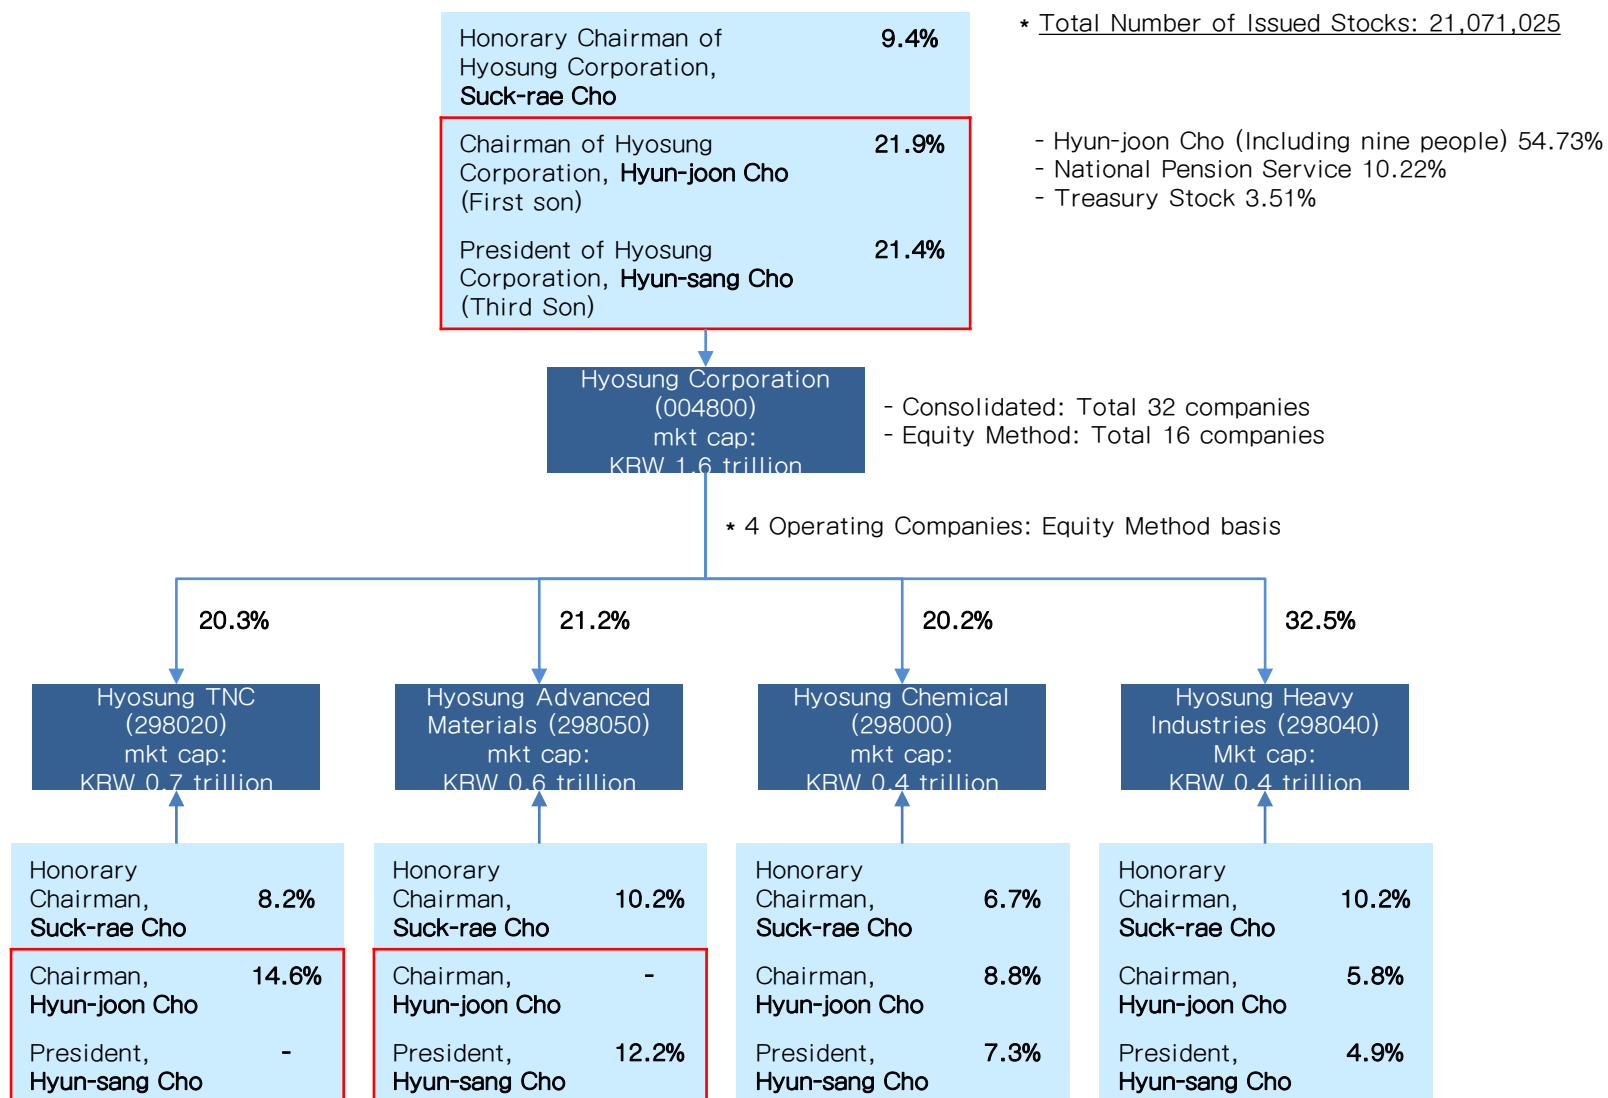 Honorary Chairman of 9.4%
Hyosung Corporation,
Suck-rae Cho
* Total Number of Issued Stocks: 21,071,025
Chairman of Hyosung 21.9%
Corporation, Hyun-joon Cho
(First son)
President of Hyosung 21.4%
Corporation, Hyun-sang Cho
(Third Son)
- Hyun-joon Cho (Including nine people) 54.73%
- National Pension Service 10.22%
- Treasury Stock 3.51%
Hyosung Corporation
(004800)
mkt cap:
KRW 1.6 trillion
- Consolidated: Total 32 companies
- Equity Method: Total 16 companies
* 4 Operating Companies: Equity Method basis
20.3%
21.2%
20.2%
32.5%
Hyosung TNC
(298020)
mkt cap:
KRW 0.7 trillion
Hyosung Advanced
Materials (298050)
mkt cap:
KRW 0.6 trillion
Hyosung Chemical
(298000)
mkt cap:
KRW 0.4 trillion
Hyosung Heavy
Industries (298040)
Mkt cap:
KRW 0.4 trillion
Honorary
Chairman, 8.2%
Suck-rae Cho
Chairman, 14.6%
Hyun-joon Cho
President, -
Hyun-sang Cho
Honorary
Chairman, 10.2%
Suck-rae Cho
Chairman, -
Hyun-joon Cho
President, 12.2%
Hyun-sang Cho
Honorary
Chairman, 6.7%
Suck-rae Cho
Chairman, 8.8%
Hyun-joon Cho
President, 7.3%
Hyun-sang Cho
Honorary
Chairman, 10.2%
Suck-rae Cho
Chairman, 5.8%
Hyun-joon Cho
President, 4.9%
Hyun-sang Cho